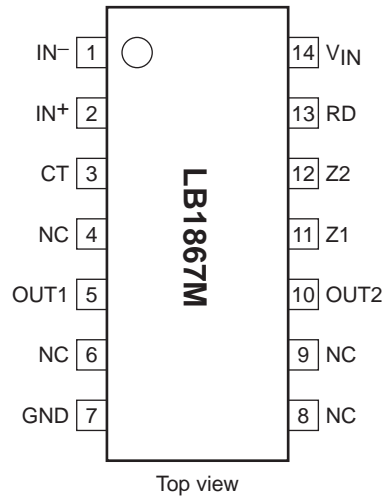 IN− 1 14 VIN
IN+ 2 13 RD
CT 3 12 Z2
NC 4 11 Z1
OUT1 5 10 OUT2
NC 6 9 NC
GND 7 8 NC
LB1867M
Top view